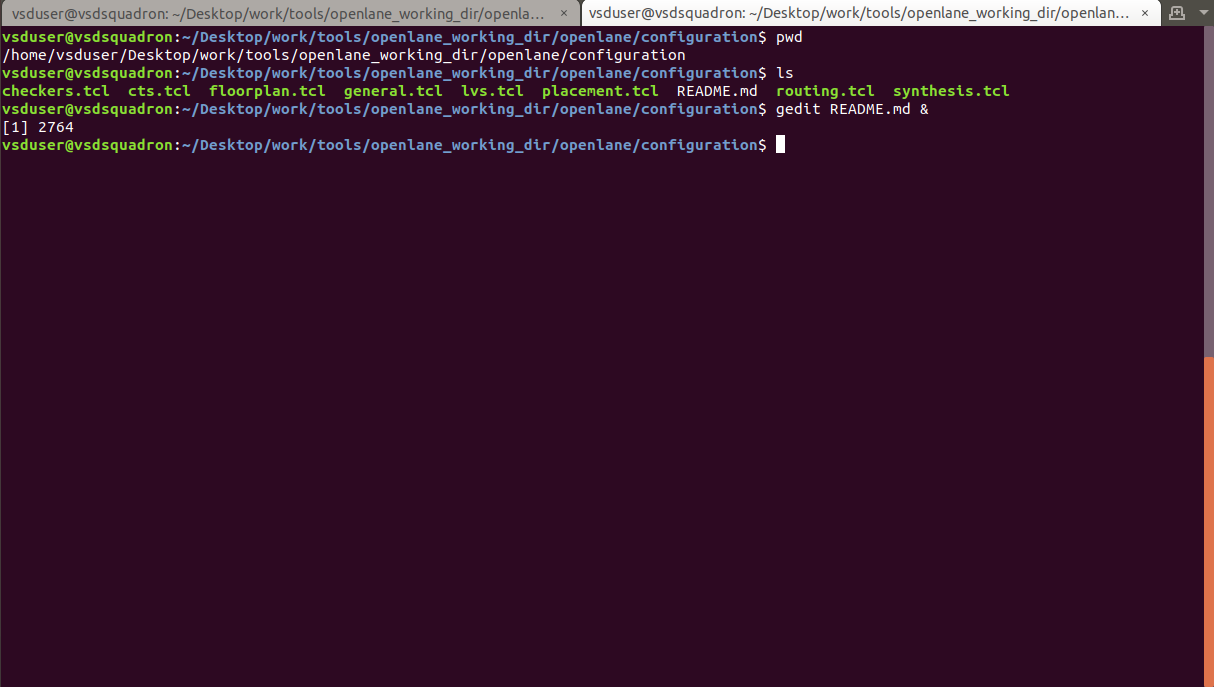 vsduser@vsdsquadron: ~/Desktop/work/tools/openlane_working_dir/openla... × vsduser@vsdsquadron: ~/Desktop/work/tools/openlane_working_dir/openlan... ×
vsduser@vsdsquadron:~/Desktop/work/tools/openlane_working_dir/openlane/configuration$ pwd
/home/vsduser/Desktop/work/tools/openlane_working_dir/openlane/configuration
vsduser@vsdsquadron:~/Desktop/work/tools/openlane_working_dir/openlane/configuration$ ls
checkers.tcl  cts.tcl  floorplan.tcl  general.tcl  lvs.tcl  placement.tcl  README.md  routing.tcl  synthesis.tcl
vsduser@vsdsquadron:~/Desktop/work/tools/openlane_working_dir/openlane/configuration$ gedit README.md &
[1] 2764
vsduser@vsdsquadron:~/Desktop/work/tools/openlane_working_dir/openlane/configuration$